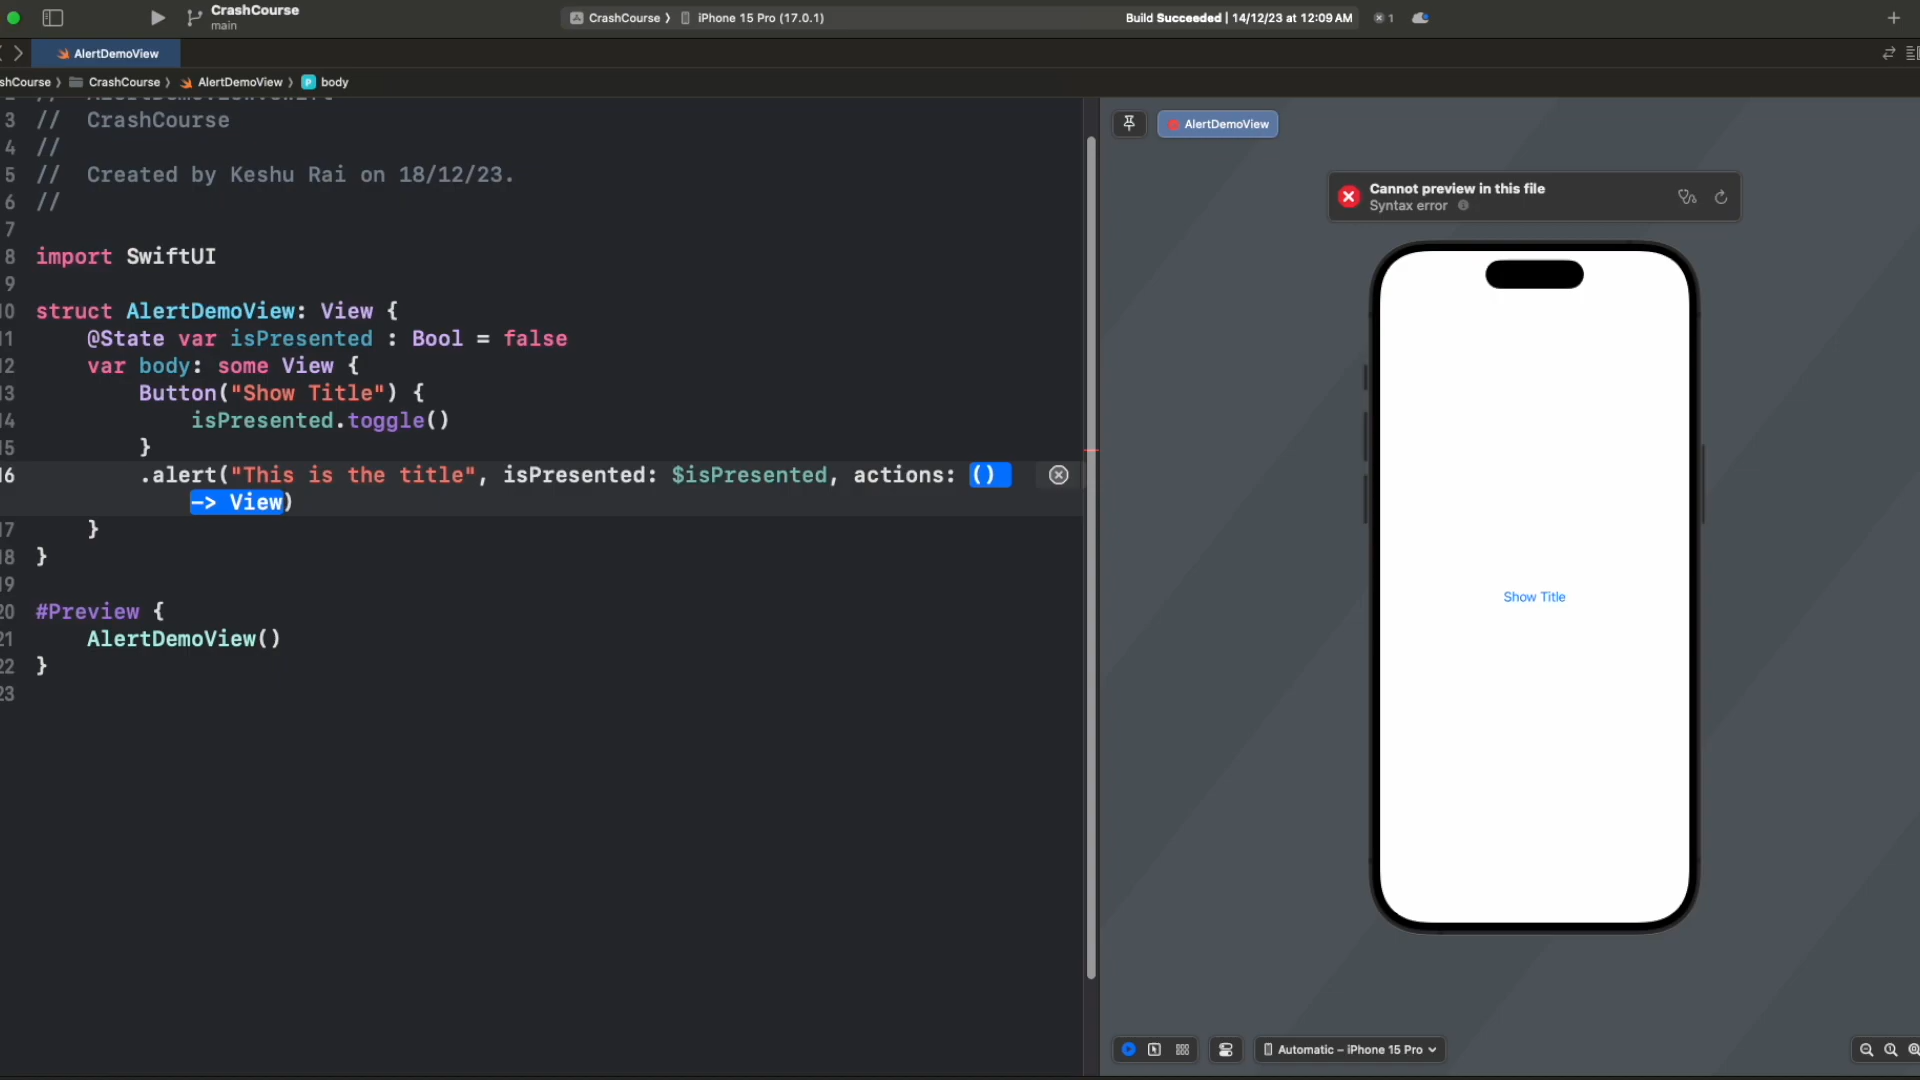 CrashCourse
main
CrashCourse ⟩ iPhone 15 Pro (17.0.1)
Build Succeeded | 14/12/23 at 12:09 AM
1
AlertDemoView
shCourse ⟩ CrashCourse ⟩ AlertDemoView ⟩ P body
3 // CrashCourse
4 //
5 // Created by Keshu Rai on 18/12/23.
6 //
7
8 import SwiftUI
9
10 struct AlertDemoView: View {
11 @State var isPresented : Bool = false
12 var body: some View {
13 Button("Show Title") {
14 isPresented.toggle()
15 }
16 .alert("This is the title", isPresented: $isPresented, actions: ()
-> View)
17 }
18 }
19
20 #Preview {
21 AlertDemoView()
22 }
23
AlertDemoView
Cannot preview in this file
Syntax error
Show Title
Automatic – iPhone 15 Pro